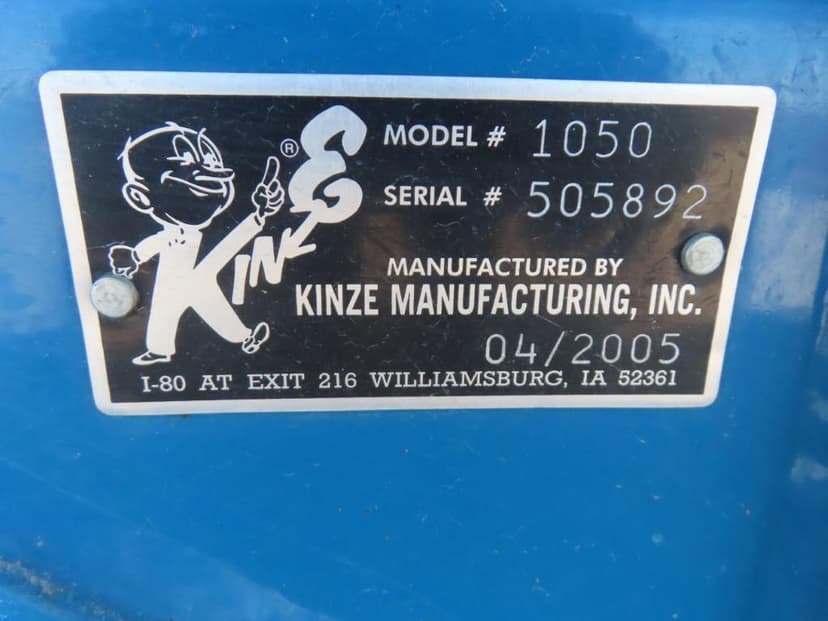 KINZE ®
MODEL # 1050
SERIAL # 505892
MANUFACTURED BY
KINZE MANUFACTURING, INC.
04/2005
I-80 AT EXIT 216 WILLIAMSBURG, IA 52361